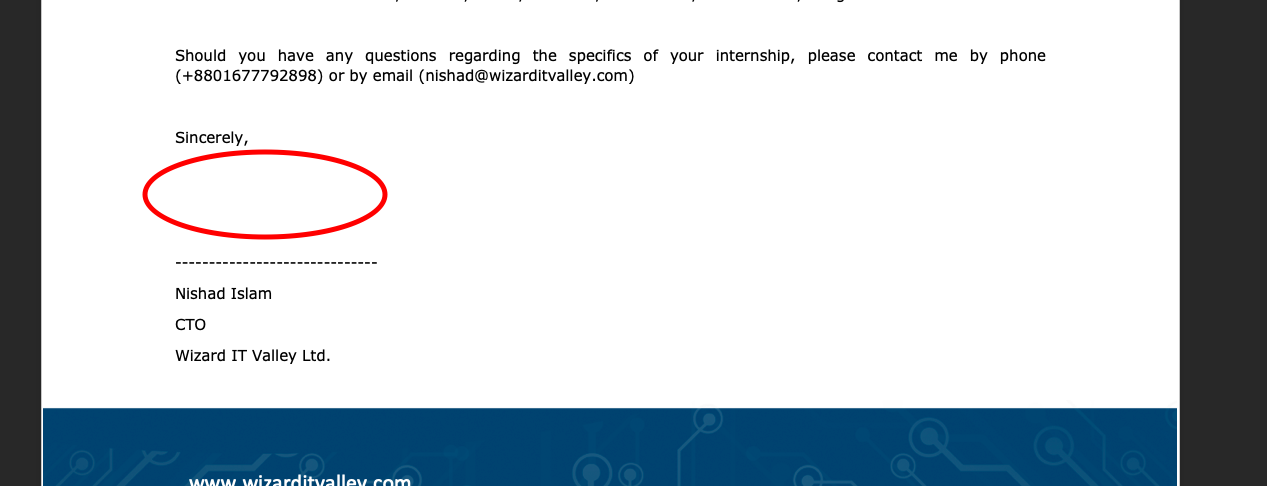 Should you have any questions regarding the specifics of your internship, please contact me by phone
(+8801677792898) or by email (nishad@wizarditvalley.com)
Sincerely,
------------------------------
Nishad Islam
CTO
Wizard IT Valley Ltd.
www.wizarditvalley.com